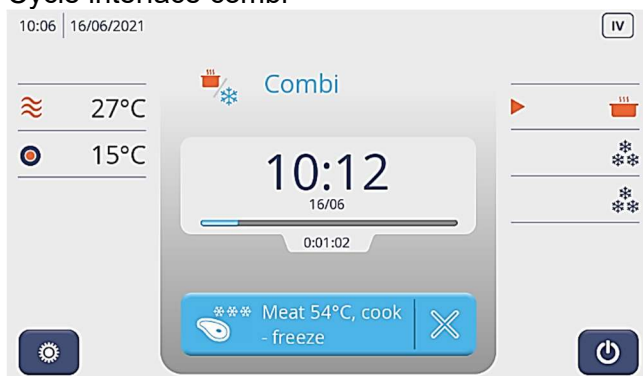 Cycle interface combi
10:06 16/06/2021
IV
Combi
27°C
15°C
10:12
16/06
0:01:02
Meat 54°C, cook
- freeze